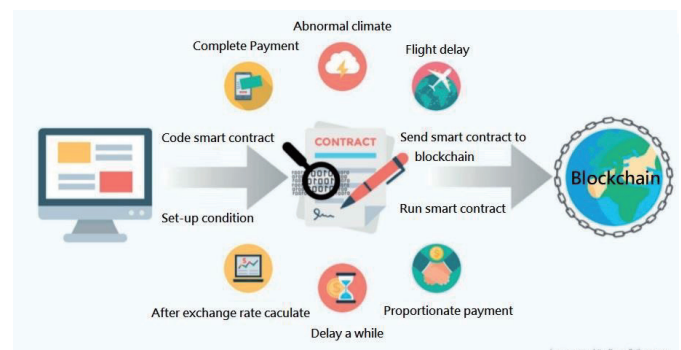 Abnormal climate
Complete Payment
Flight delay
Code smart contract
CONTRACT
Send smart contract to
blockchain
Blockchain
Set-up condition
Run smart contract
After exchange rate caculate
Proportionate payment
Delay a while